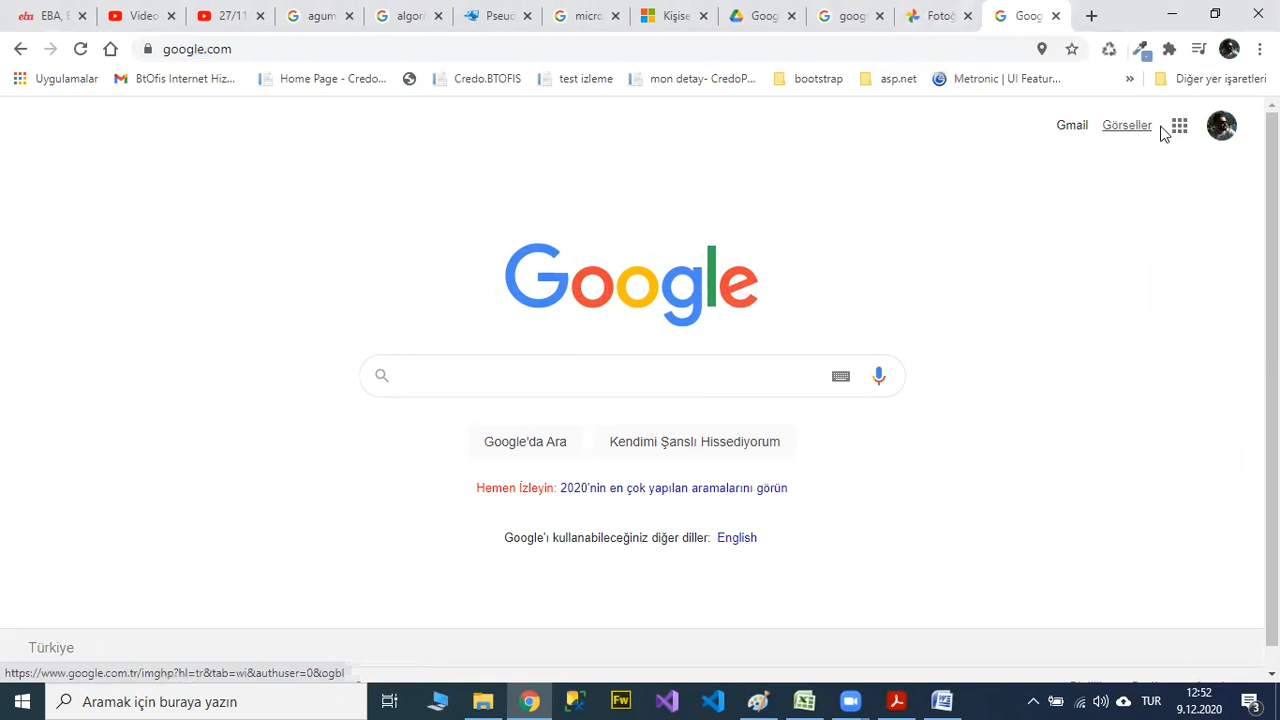 EBA, E
Video
27/11
agum
algori
Pseud
micro
Kişise
Goog
goog
Fotoğ
Goog
google.com
Uygulamalar
BtOfis Internet Hiz...
Home Page - Credo...
Credo.BTOFIS
test izleme
mon detay- CredoP...
bootstrap
asp.net
Metronic | UI Featur...
»
Diğer yer işaretleri
Gmail
Görseller
Google
Google'da Ara
Kendimi Şanslı Hissediyorum
Hemen İzleyin: 2020'nin en çok yapılan aramalarını görün
Google'ı kullanabileceğiniz diğer diller: English
Türkiye
https://www.google.com.tr/imghp?hl=tr&tab=wi&authuser=0&ogbl
Aramak için buraya yazın
Fw
TUR
12:52
9.12.2020
3